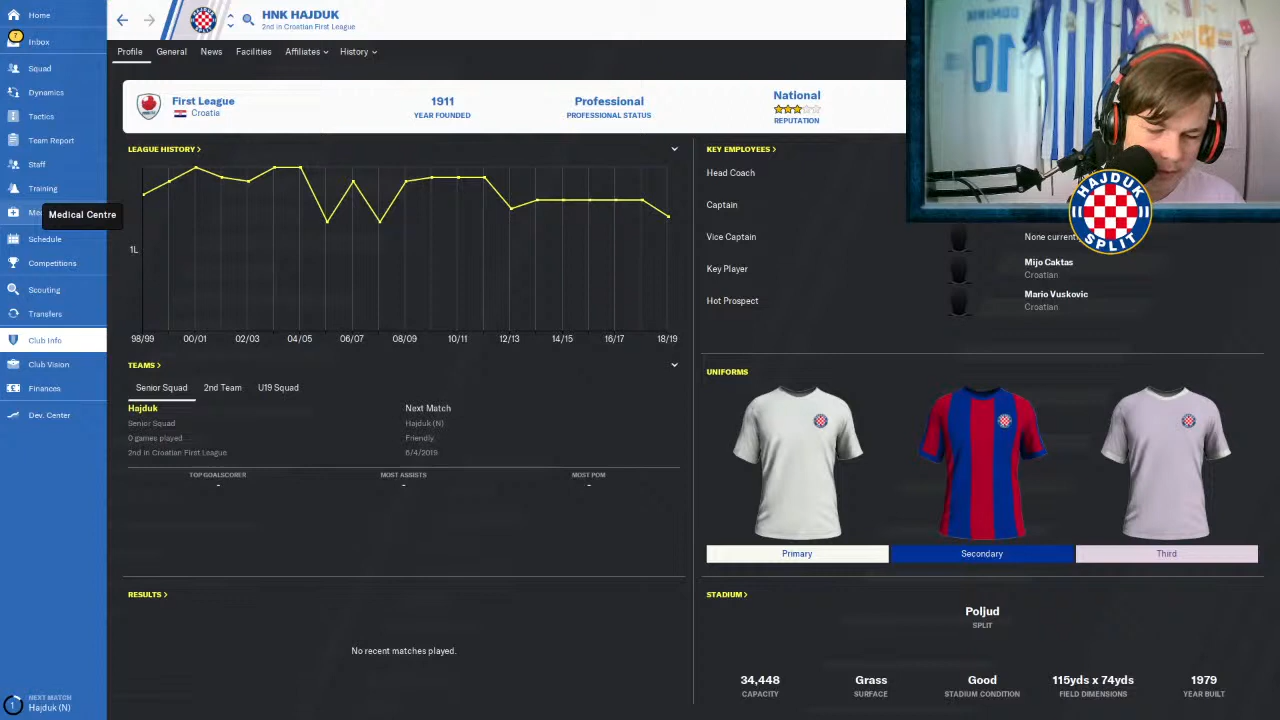 Home
7
Inbox
Squad
Dynamics
Tactics
Team Report
Staff
Training
Medical Centre
Schedule
Competitions
Scouting
Transfers
Club Info
Club Vision
Finances
Dev. Center
1
NEXT MATCH
Hajduk (N)
HNK HAJDUK
2nd in Croatian First League
Profile
General
News
Facilities
Affiliates
History
First League
Croatia
1911
YEAR FOUNDED
Professional
PROFESSIONAL STATUS
National
REPUTATION
LEAGUE HISTORY >
1L
98/99 00/01 02/03 04/05 06/07 08/09 10/11 12/13 14/15 16/17 18/19
TEAMS >
Senior Squad
2nd Team
U19 Squad
Hajduk
Senior Squad
0 games played
2nd in Croatian First League
Next Match
Hajduk (N)
Friendly
6/4/2019
TOP GOALSCORER
-
MOST ASSISTS
-
MOST POM
-
RESULTS >
No recent matches played.
KEY EMPLOYEES >
Head Coach
Captain
Vice Captain
None current
Key Player
Mijo Caktas
Croatian
Hot Prospect
Mario Vuskovic
Croatian
10
HAJDUK
SPLIT
UNIFORMS
Primary
Secondary
Third
STADIUM >
Poljud
SPLIT
34,448
CAPACITY
Grass
SURFACE
Good
STADIUM CONDITION
115yds x 74yds
FIELD DIMENSIONS
1979
YEAR BUILT